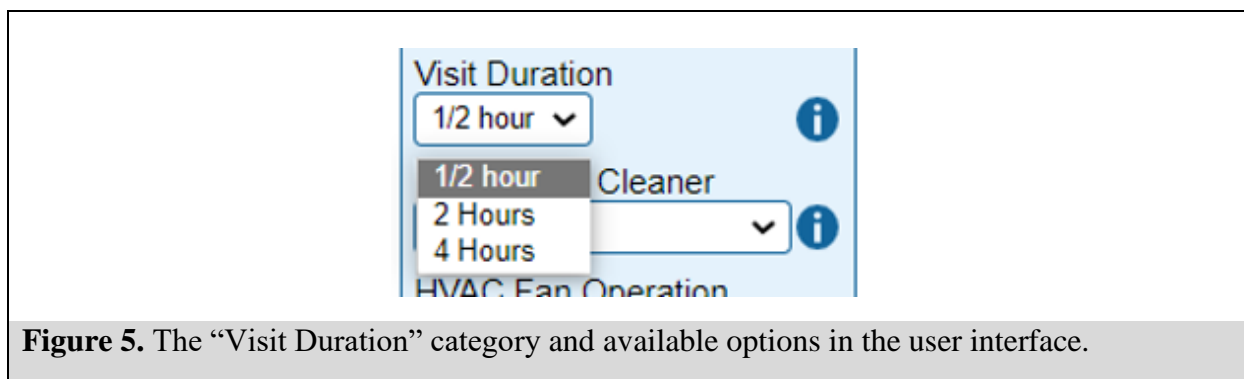 Visit Duration
1/2 hour
1/2 hour
Cleaner
2 Hours
4 Hours
HVAC Fan Operation
Figure 5. The “Visit Duration” category and available options in the user interface.